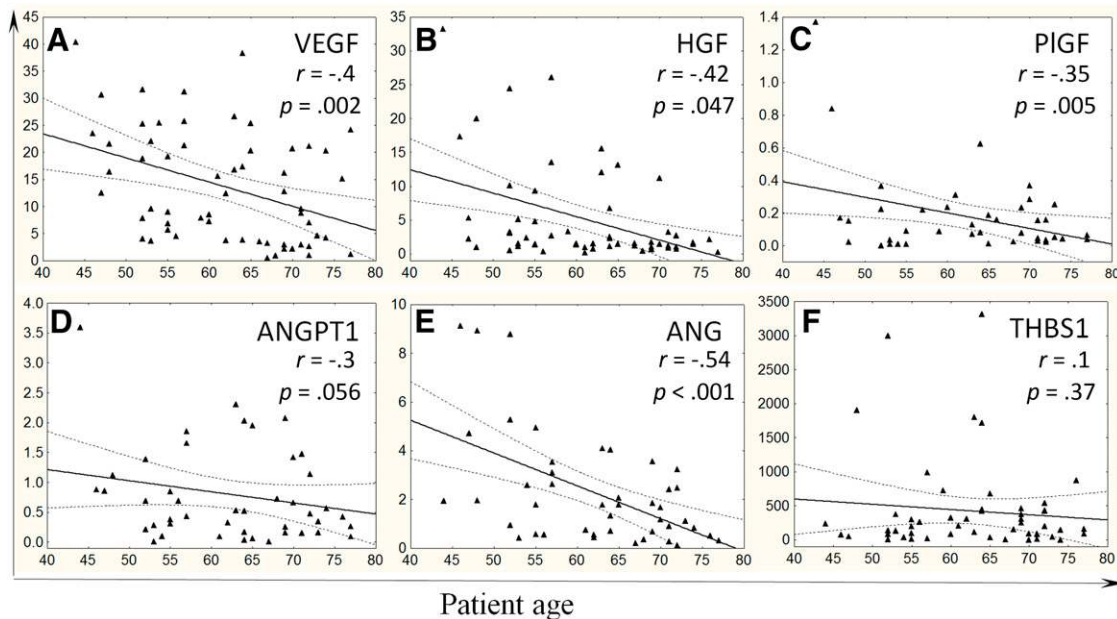 A
VEGF
r = -.4
p = .002
45
40
35
30
25
20
15
10
5
0
40 45 50 55 60 65 70 75 80
B
HGF
r = -.42
p = .047
35
30
25
20
15
10
5
0
40 45 50 55 60 65 70 75 80
C
PlGF
r = -.35
p = .005
1.4
1.2
1.0
0.8
0.6
0.4
0.2
0.0
40 45 50 55 60 65 70 75 80
D
ANGPT1
r = -.3
p = .056
4.0
3.5
3.0
2.5
2.0
1.5
1.0
0.5
0.0
40 45 50 55 60 65 70 75 80
E
ANG
r = -.54
p < .001
10
8
6
4
2
0
40 45 50 55 60 65 70 75 80
F
THBS1
r = .1
p = .37
3500
3000
2500
2000
1500
1000
500
0
40 45 50 55 60 65 70 75 80
Patient age